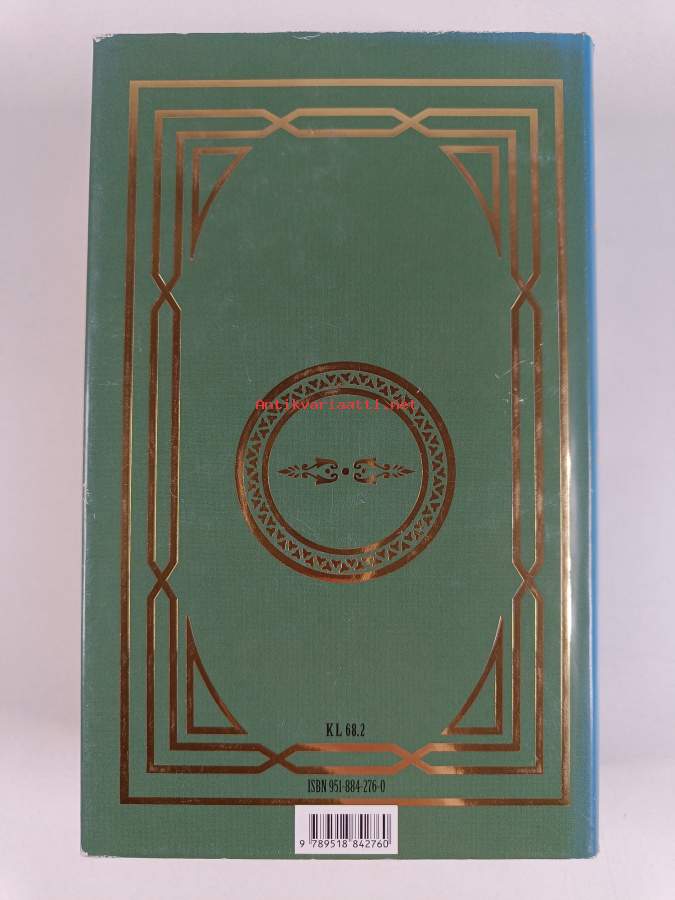 Antikvariaatti.net
KL 68.2
ISBN 951-884-276-0
9 789518 842760